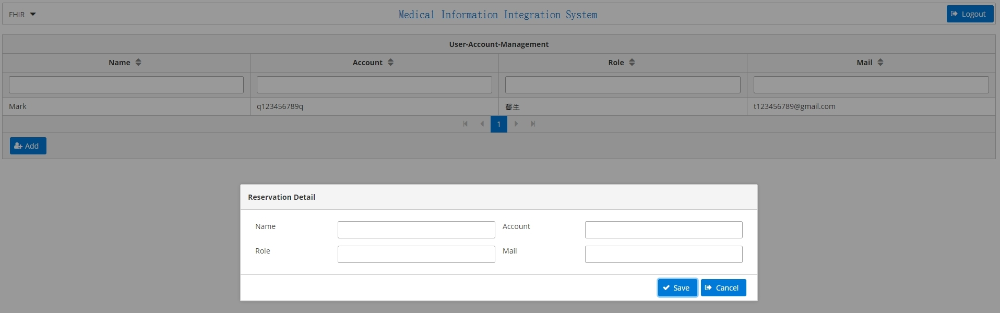 FHIR
Medical Information Integration System
Logout
User-Account-Management
Name Account Role Mail
Mark q123456789q 醫生 t123456789@gmail.com
1
Add
Reservation Detail
Name Account
Role Mail
Save Cancel